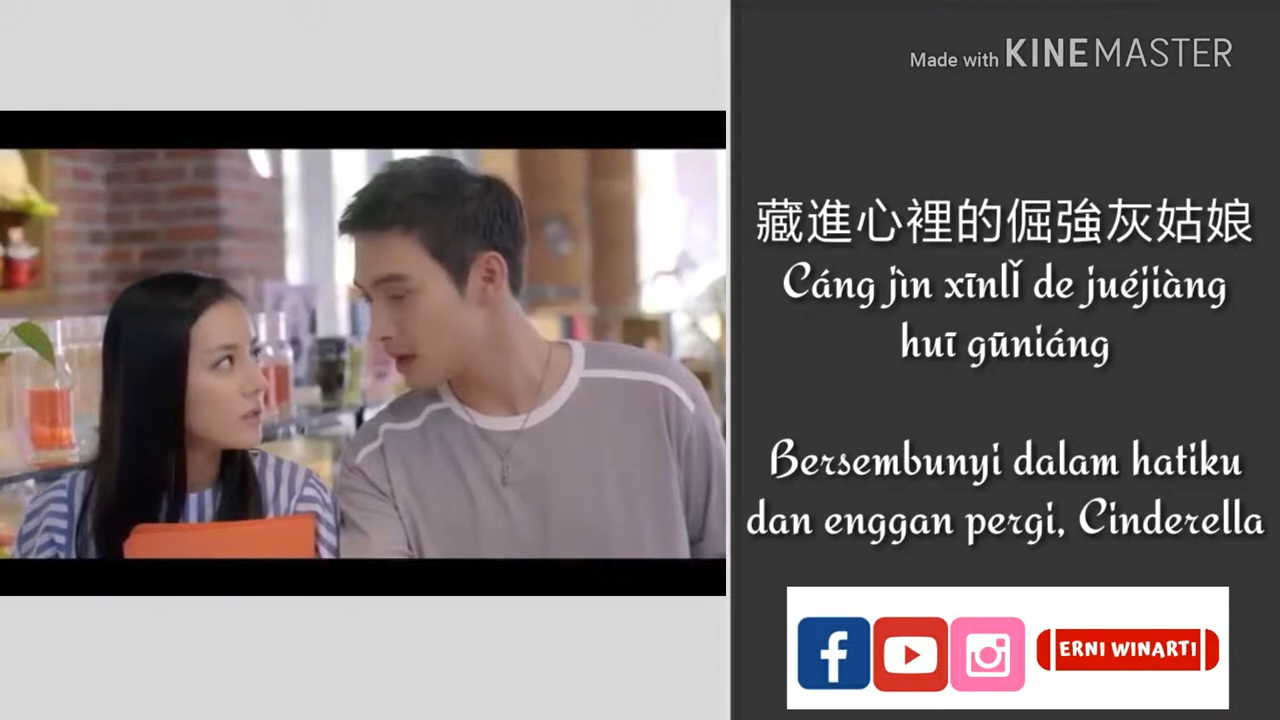 Made with KINEMASTER
藏進心裡的倔強灰姑娘
Cáng jìn xīnlǐ de juéjiàng
huī gūniáng
Bersembunyi dalam hatiku
dan enggan pergi, Cinderella
ERNI WINARTI